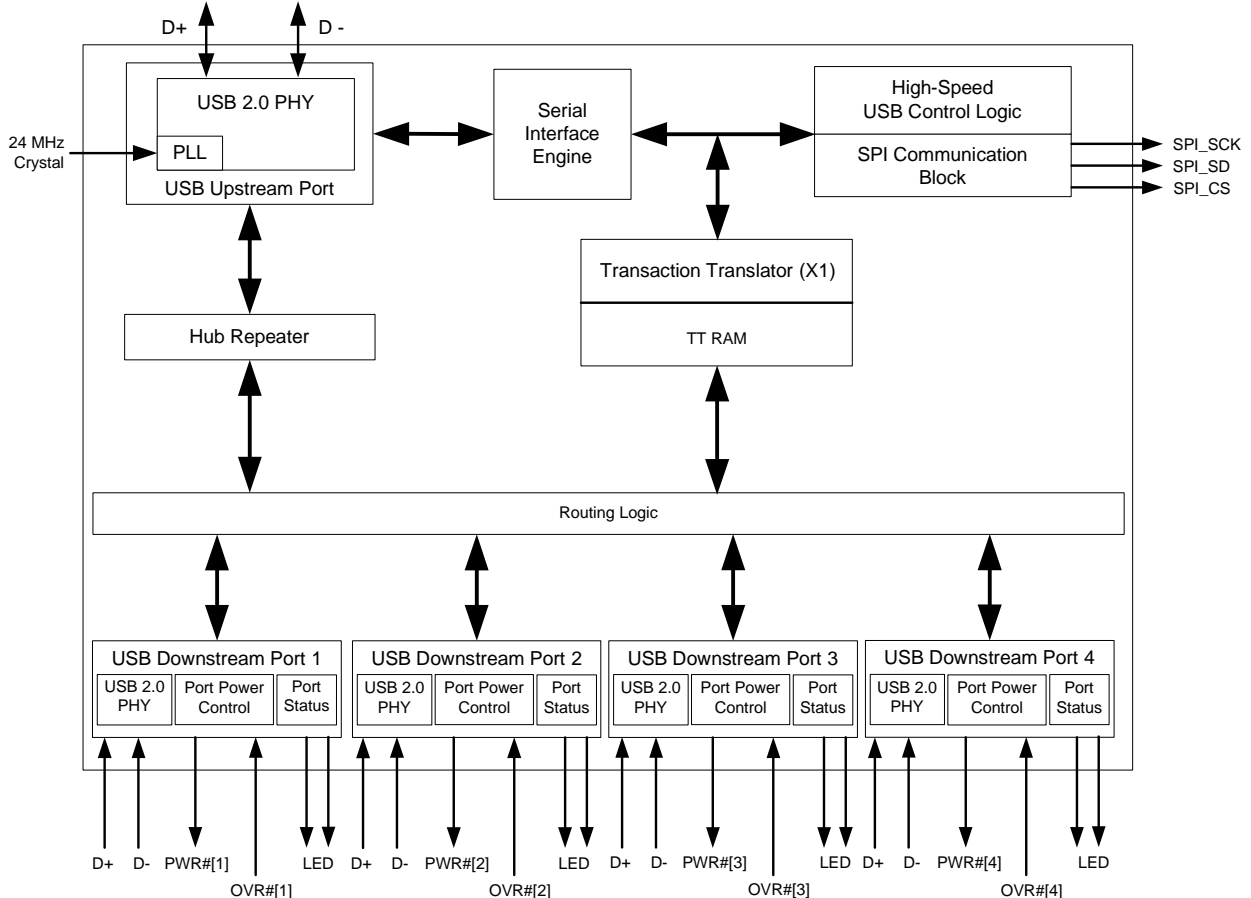 D+
D -
USB 2.0 PHY
PLL
USB Upstream Port
24 MHz
Crystal
Serial
Interface
Engine
High-Speed
USB Control Logic
SPI Communication
Block
SPI_SCK
SPI_SD
SPI_CS
Transaction Translator (X1)
TT RAM
Hub Repeater
Routing Logic
USB Downstream Port 1
USB 2.0
PHY
Port Power
Control
Port
Status
USB Downstream Port 2
USB 2.0
PHY
Port Power
Control
Port
Status
USB Downstream Port 3
USB 2.0
PHY
Port Power
Control
Port
Status
USB Downstream Port 4
USB 2.0
PHY
Port Power
Control
Port
Status
D+
D-
PWR#[1]
OVR#[1]
LED
D+
D-
PWR#[2]
OVR#[2]
LED
D+
D-
PWR#[3]
OVR#[3]
LED
D+
D-
PWR#[4]
OVR#[4]
LED